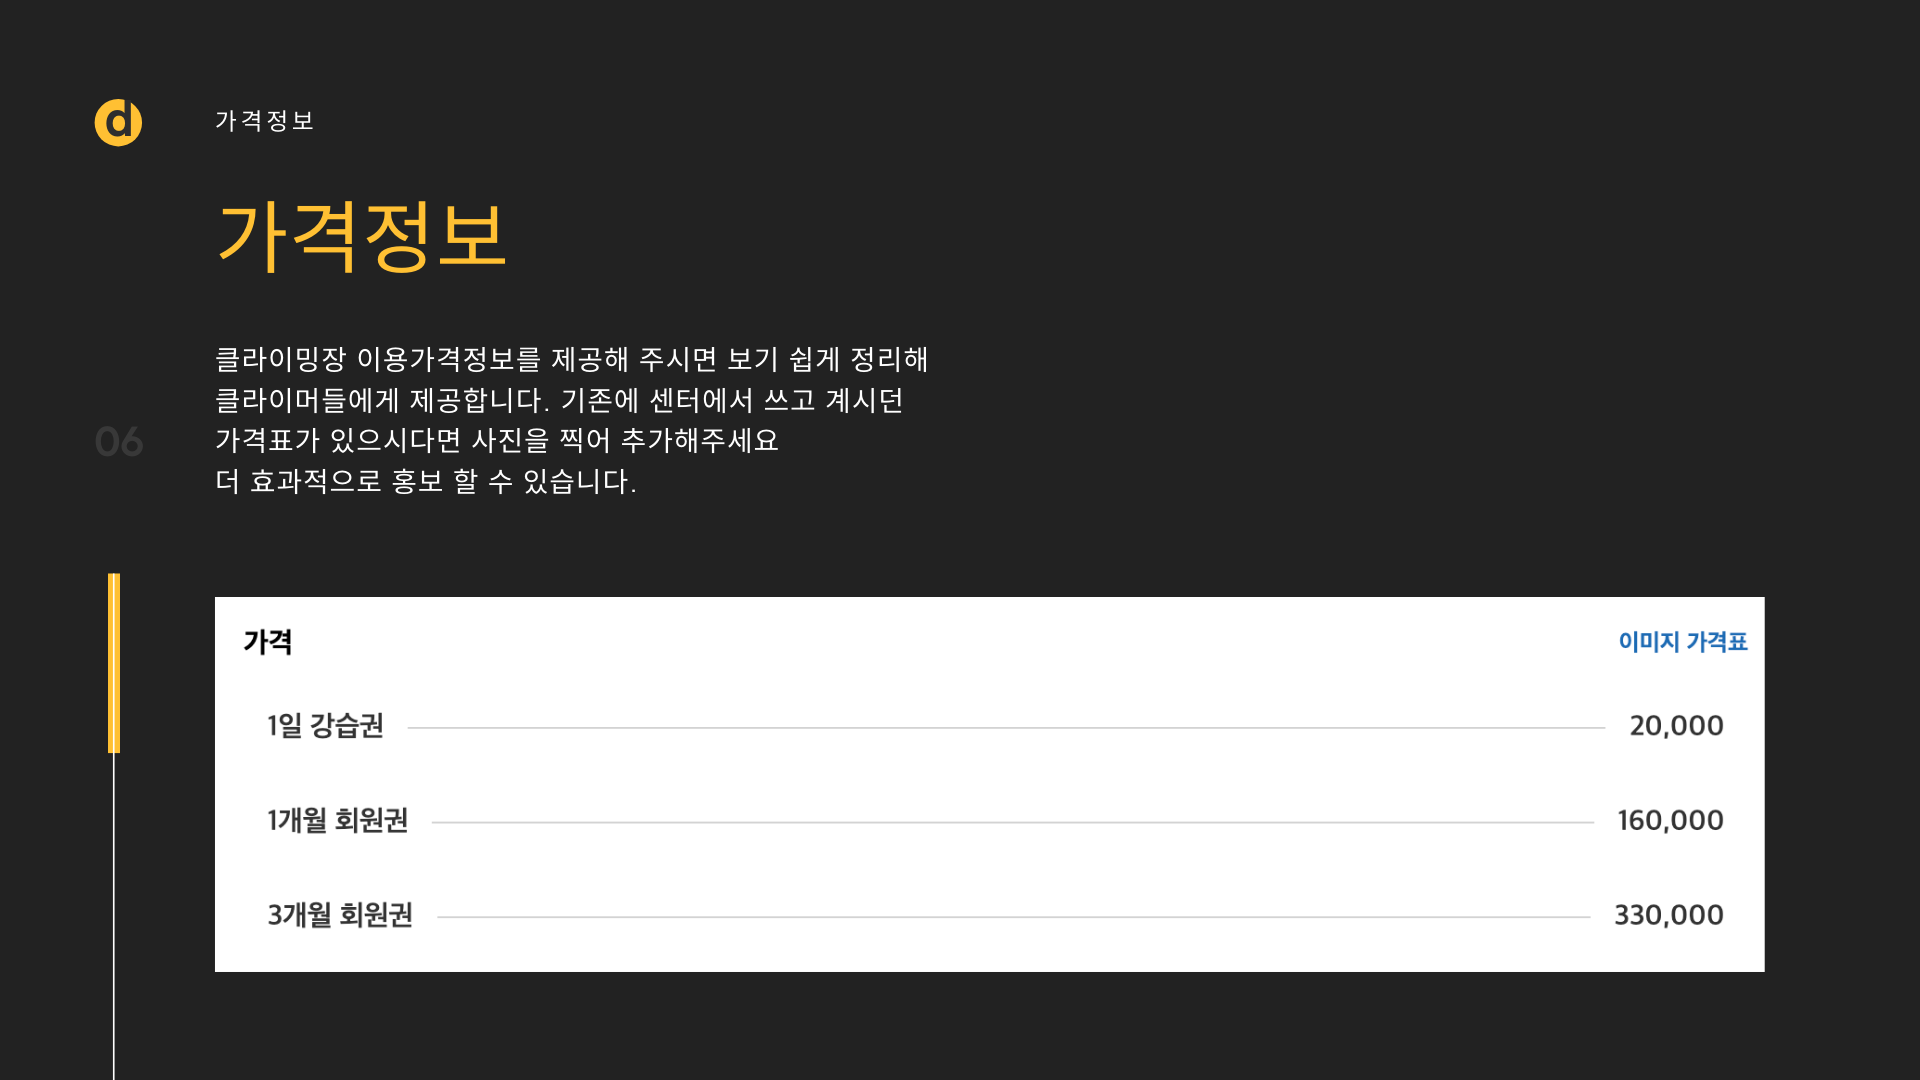 d
가격정보
가격정보
클라이밍장 이용가격정보를 제공해 주시면 보기 쉽게 정리해
클라이머들에게 제공합니다. 기존에 센터에서 쓰고 계시던
가격표가 있으시다면 사진을 찍어 추가해주세요
더 효과적으로 홍보 할 수 있습니다.
06
가격 이미지 가격표
1일 강습권 20,000
1개월 회원권 160,000
3개월 회원권 330,000